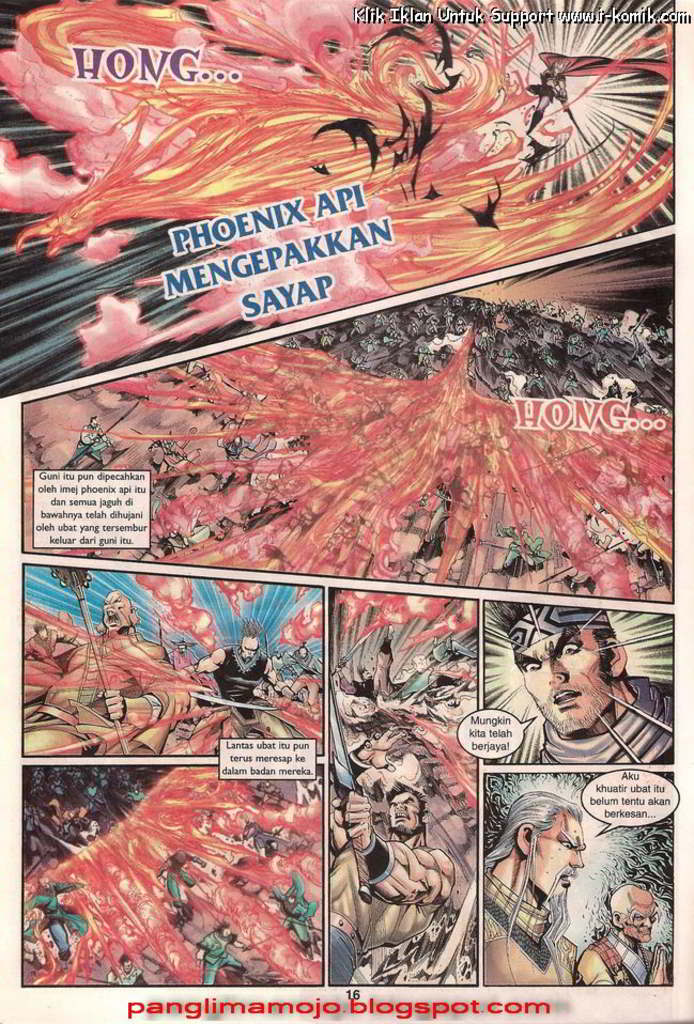 Klik Iklan Untuk Support www.i-komik.com
HONG...
PHOENIX API
MENGEPAKKAN
SAYAP
HONG...
Guni itu pun dipecahkan
oleh imej phoenix api itu
dan semua jaguh di
bawahnya telah dihujani
oleh ubat yang tersembur
keluar dari guni itu.
Lantas ubat itu pun
terus meresap ke
dalam badan mereka.
Mungkin
kita telah
berjaya!
Aku
khuatir ubat itu
belum tentu akan
berkesan...
16
panglimamojo.blogspot.com